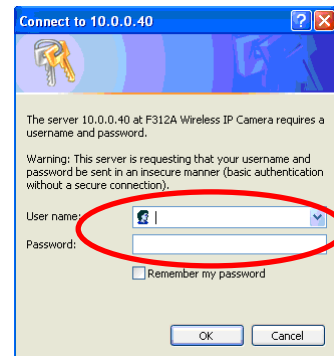 Connect to 10.0.0.40
The server 10.0.0.40 at F312A Wireless IP Camera requires a
username and password.
Warning: This server is requesting that your username and
password be sent in an insecure manner (basic authentication
without a secure connection).
User name:
Password:
Remember my password
OK Cancel